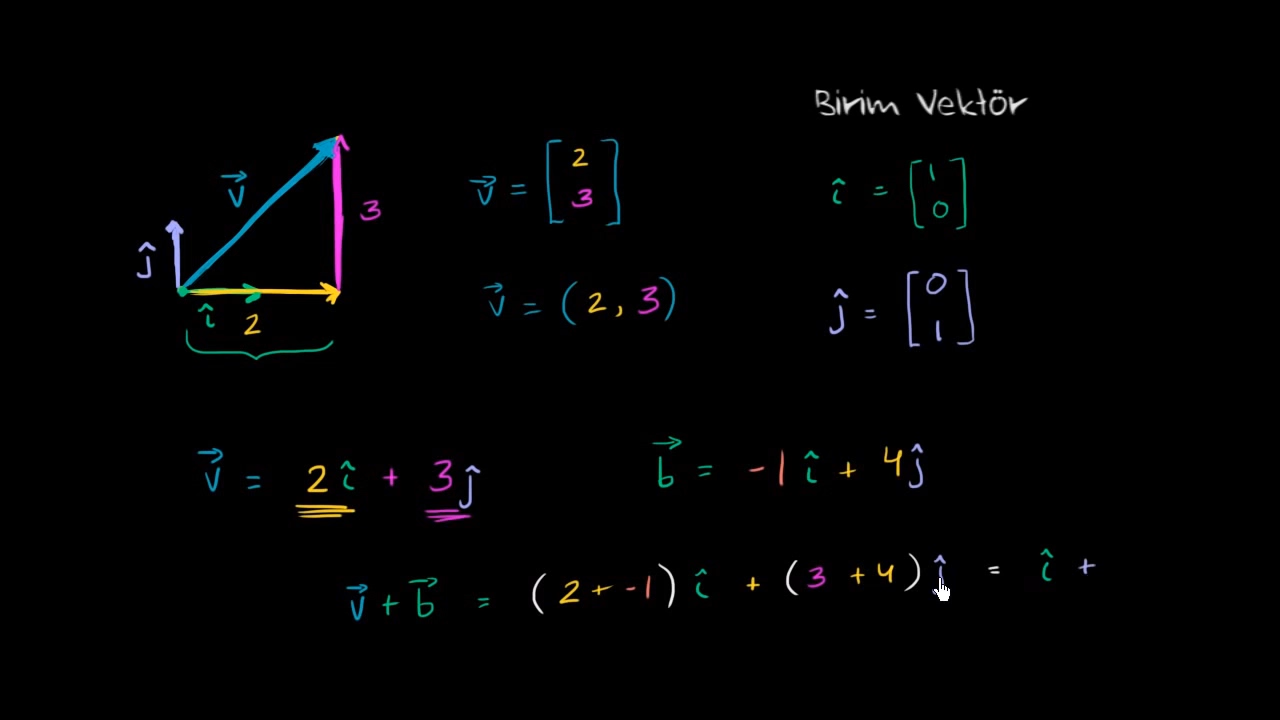 Birim Vektör
v⃗
3
ĵ
î
2
v⃗ = [2 3]
î = [1 0]
v⃗ = (2, 3)
ĵ = [0 1]
v⃗ = 2î + 3ĵ
b⃗ = -1î + 4ĵ
v⃗ + b⃗ = (2 + -1) î + (3 + 4) ĵ = î +